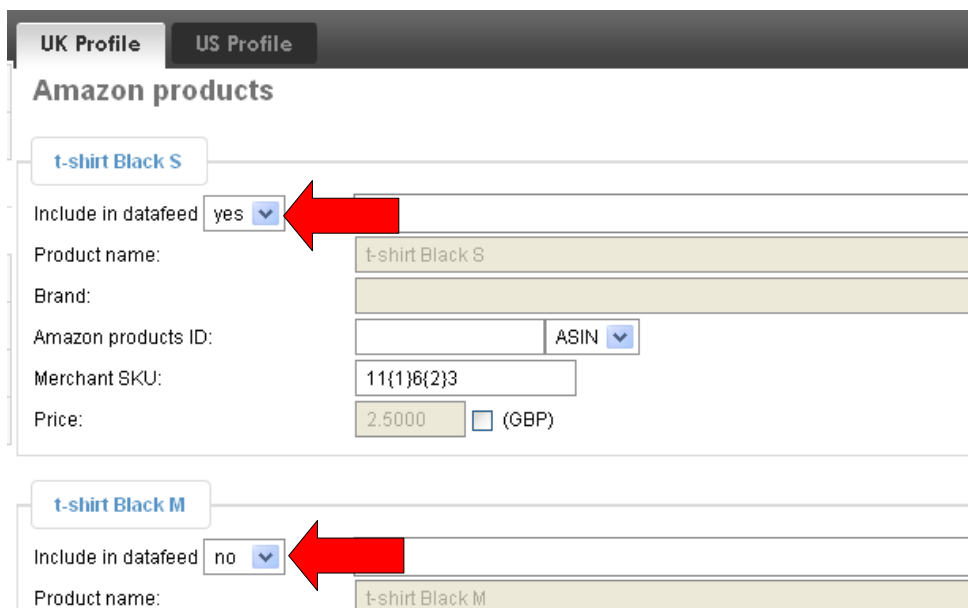 UK Profile US Profile
Amazon products
t-shirt Black S
Include in datafeed yes
Product name: t-shirt Black S
Brand:
Amazon products ID: ASIN
Merchant SKU: 11{1}6{2}3
Price: 2.5000 (GBP)
t-shirt Black M
Include in datafeed no
Product name: t-shirt Black M